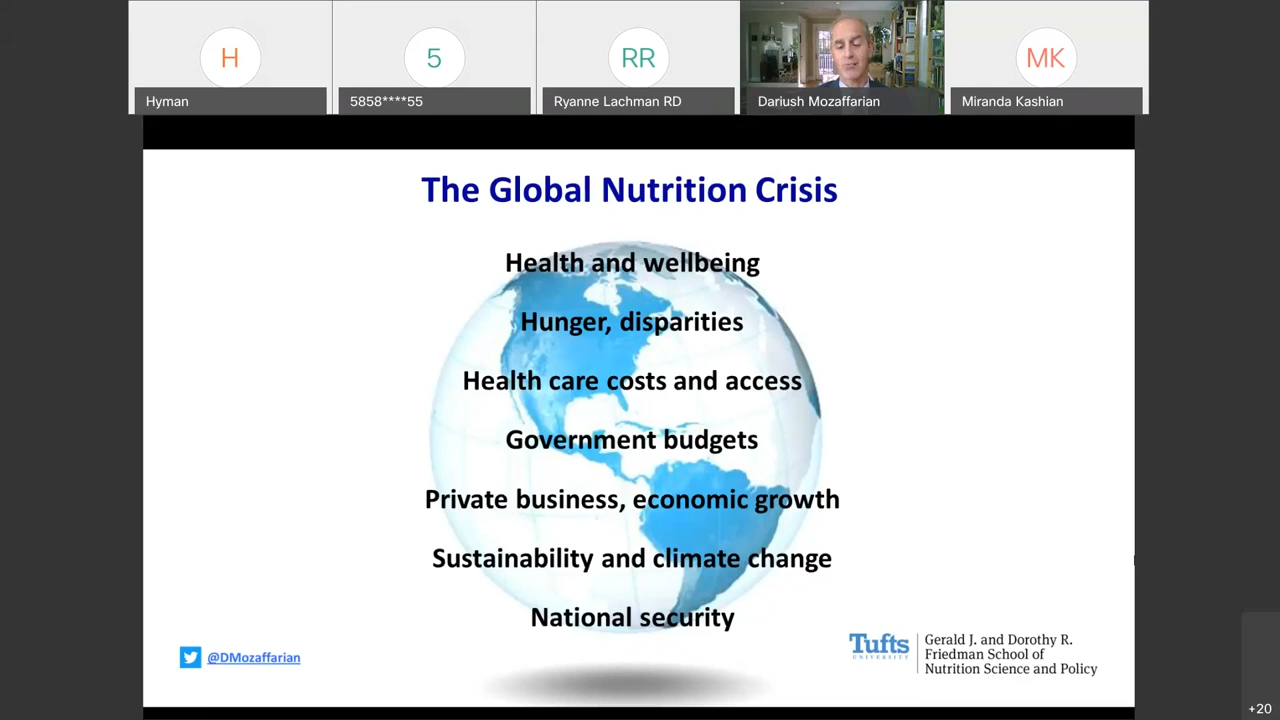 H
5
RR
MK
Hyman
5858****55
Ryanne Lachman RD
Dariush Mozaffarian
Miranda Kashian
The Global Nutrition Crisis
Health and wellbeing
Hunger, disparities
Health care costs and access
Government budgets
Private business, economic growth
Sustainability and climate change
National security
@DMozaffarian
Tufts
UNIVERSITY
Gerald J. and Dorothy R.
Friedman School of
Nutrition Science and Policy
+20